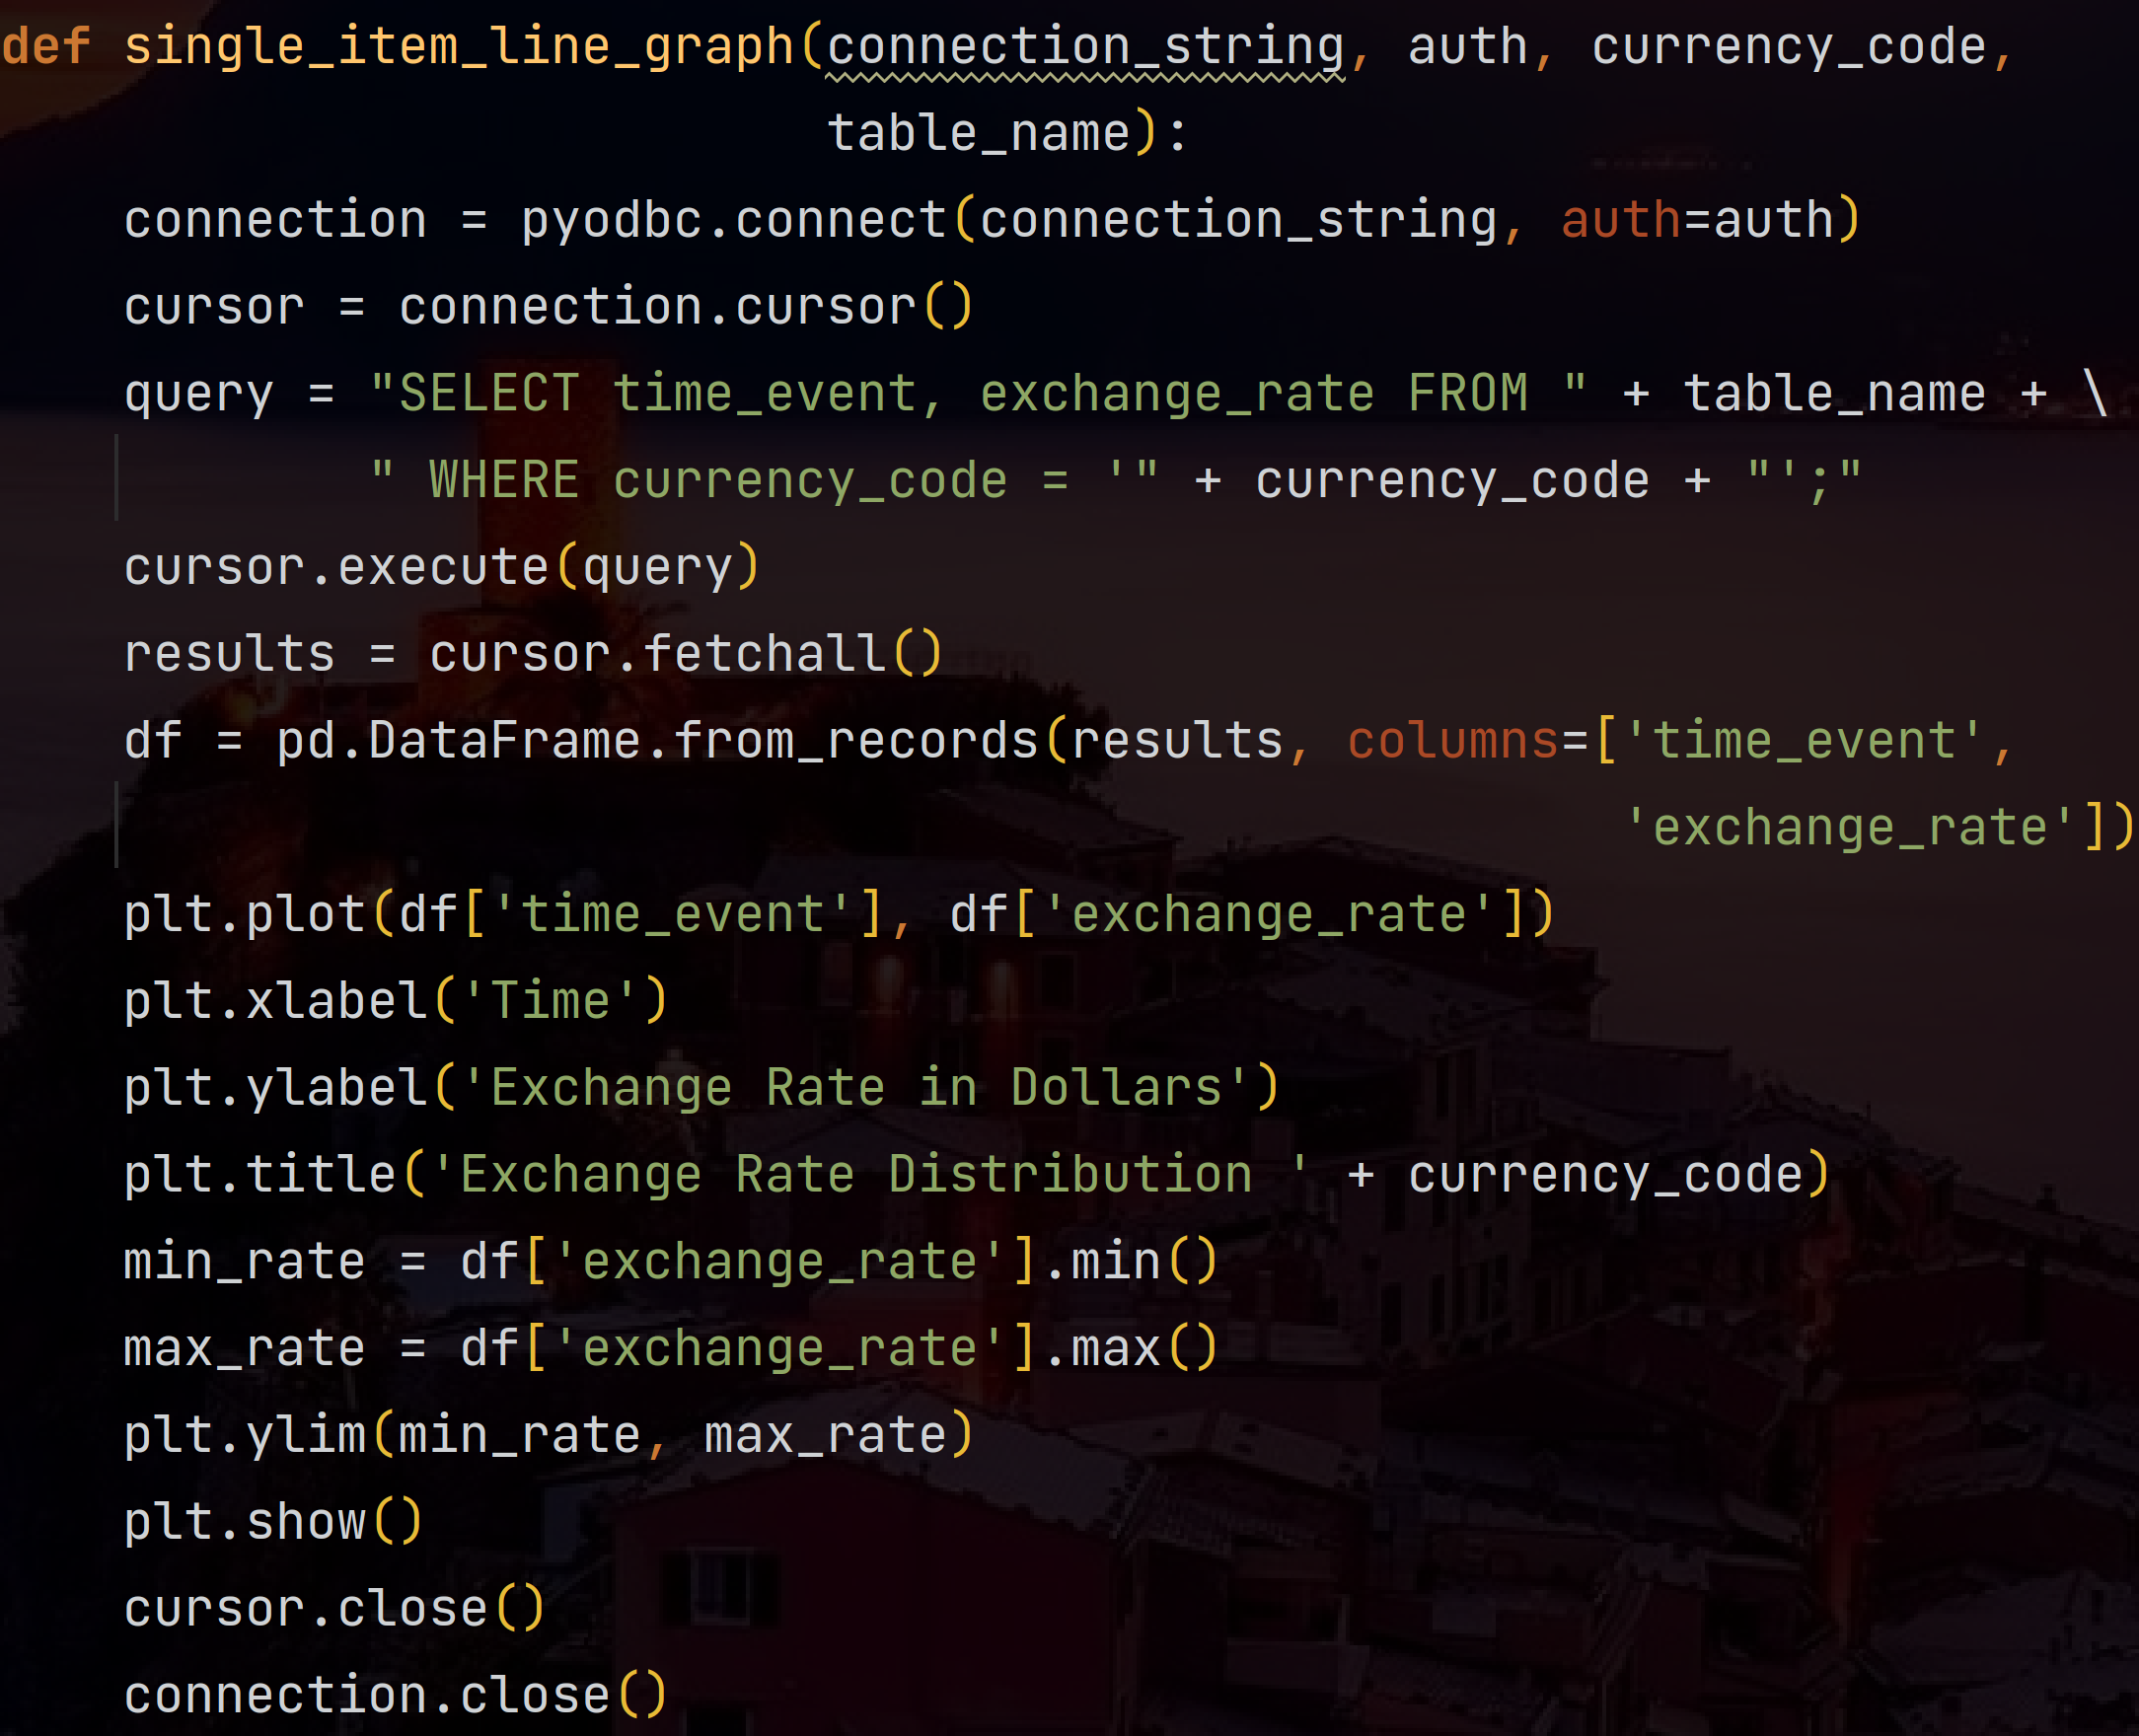 def single_item_line_graph(connection_string, auth, currency_code,
                           table_name):
    connection = pyodbc.connect(connection_string, auth=auth)
    cursor = connection.cursor()
    query = "SELECT time_event, exchange_rate FROM " + table_name + \
            " WHERE currency_code = '" + currency_code + "';"
    cursor.execute(query)
    results = cursor.fetchall()
    df = pd.DataFrame.from_records(results, columns=['time_event',
                                                     'exchange_rate'])
    plt.plot(df['time_event'], df['exchange_rate'])
    plt.xlabel('Time')
    plt.ylabel('Exchange Rate in Dollars')
    plt.title('Exchange Rate Distribution ' + currency_code)
    min_rate = df['exchange_rate'].min()
    max_rate = df['exchange_rate'].max()
    plt.ylim(min_rate, max_rate)
    plt.show()
    cursor.close()
    connection.close()